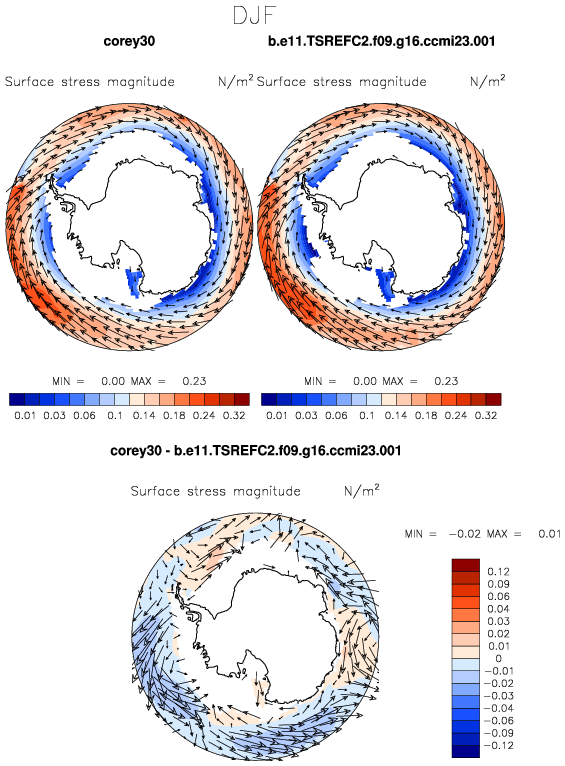 DJF
corey30 b.e11.TSREFC2.f09.g16.ccmi23.001
Surface stress magnitude N/m² Surface stress magnitude N/m²
MIN = 0.00 MAX = 0.23 MIN = 0.00 MAX = 0.23
0.01 0.03 0.06 0.1 0.14 0.18 0.24 0.32 0.01 0.03 0.06 0.1 0.14 0.18 0.24 0.32
corey30 - b.e11.TSREFC2.f09.g16.ccmi23.001
Surface stress magnitude N/m²
MIN = −0.02 MAX = 0.01
0.12
0.09
0.06
0.04
0.03
0.02
0.01
0
−0.01
−0.02
−0.03
−0.04
−0.06
−0.09
−0.12